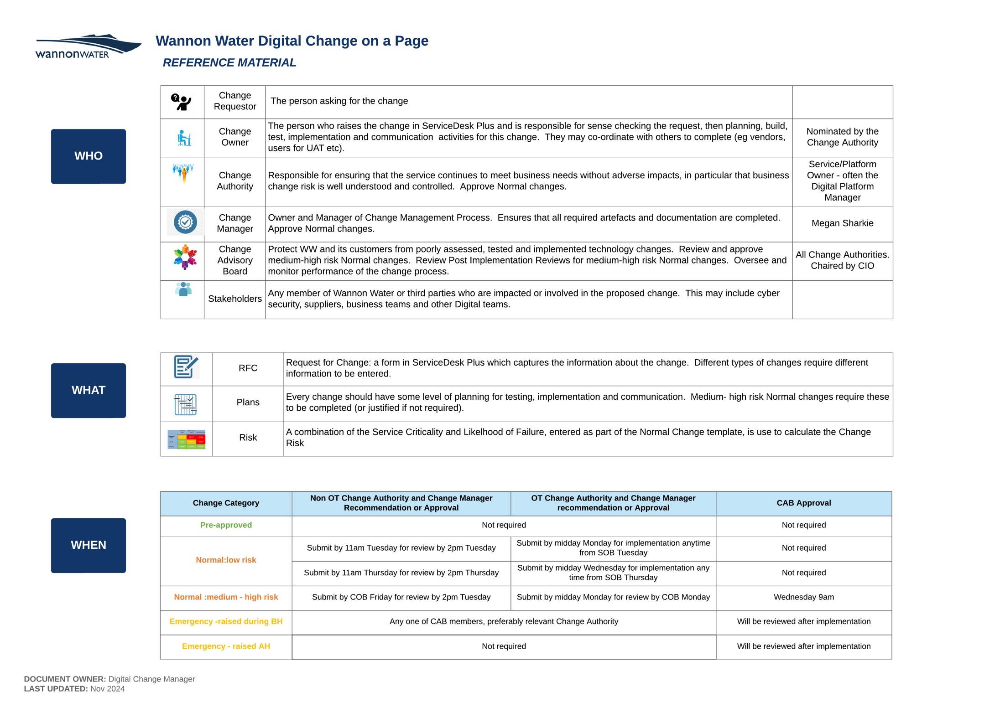 wannonWATER
Wannon Water Digital Change on a Page
REFERENCE MATERIAL
WHO
?
Change
Requestor
The person asking for the change
Change
Owner
The person who raises the change in ServiceDesk Plus and is responsible for sense checking the request, then planning, build,
test, implementation and communication  activities for this change.  They may co-ordinate with others to complete (eg vendors,
users for UAT etc).
Nominated by the
Change Authority
Change
Authority
Responsible for ensuring that the service continues to meet business needs without adverse impacts, in particular that business
change risk is well understood and controlled.  Approve Normal changes.
Service/Platform
Owner - often the
Digital Platform
Manager
Change
Manager
Owner and Manager of Change Management Process.  Ensures that all required artefacts and documentation are completed.
Approve Normal changes.
Megan Sharkie
Change
Advisory
Board
Protect WW and its customers from poorly assessed, tested and implemented technology changes.  Review and approve
medium-high risk Normal changes.  Review Post Implementation Reviews for medium-high risk Normal changes.  Oversee and
monitor performance of the change process.
All Change Authorities.
Chaired by CIO
Stakeholders
Any member of Wannon Water or third parties who are impacted or involved in the proposed change.  This may include cyber
security, suppliers, business teams and other Digital teams.
WHAT
RFC
Request for Change: a form in ServiceDesk Plus which captures the information about the change.  Different types of changes require different
information to be entered.
Plans
Every change should have some level of planning for testing, implementation and communication.  Medium- high risk Normal changes require these
to be completed (or justified if not required).
Risk
A combination of the Service Criticality and Likelhood of Failure, entered as part of the Normal Change template, is use to calculate the Change
Risk
WHEN
Change Category
Non OT Change Authority and Change Manager
Recommendation or Approval
OT Change Authority and Change Manager
recommendation or Approval
CAB Approval
Pre-approved
Not required
Not required
Normal:low risk
Submit by 11am Tuesday for review by 2pm Tuesday
Submit by midday Monday for implementation anytime
from SOB Tuesday
Not required
Submit by 11am Thursday for review by 2pm Thursday
Submit by midday Wednesday for implementation any
time from SOB Thursday
Not required
Normal :medium - high risk
Submit by COB Friday for review by 2pm Tuesday
Submit by midday Monday for review by COB Monday
Wednesday 9am
Emergency -raised during BH
Any one of CAB members, preferably relevant Change Authority
Will be reviewed after implementation
Emergency - raised AH
Not required
Will be reviewed after implementation
DOCUMENT OWNER: Digital Change Manager
LAST UPDATED: Nov 2024